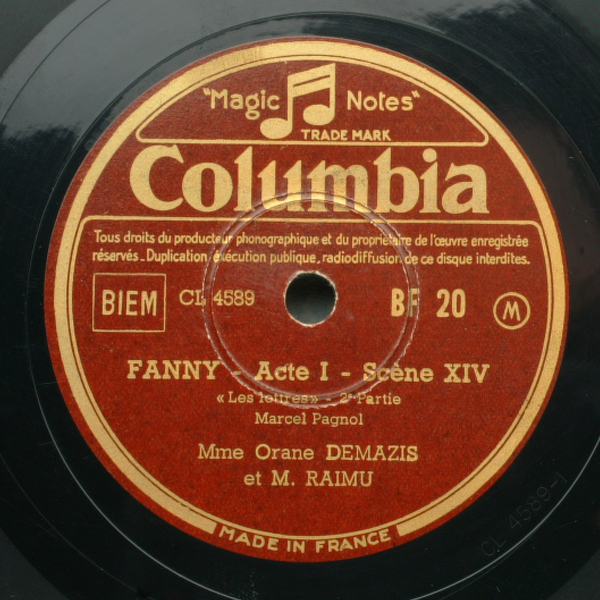 "Magic Notes"
TRADE MARK
Columbia
Tous droits du producteur phonographique et du propriétaire de l'œuvre enregistrée
réservés. Duplication exécution publique, radiodiffusion de ce disque interdites.
BIEM CL 4589 BF 20 M
FANNY - Acte I - Scène XIV
«Les lettres» - 2e Partie
Marcel Pagnol
Mme Orane DEMAZIS
et M. RAIMU
MADE IN FRANCE
CL 4589-1